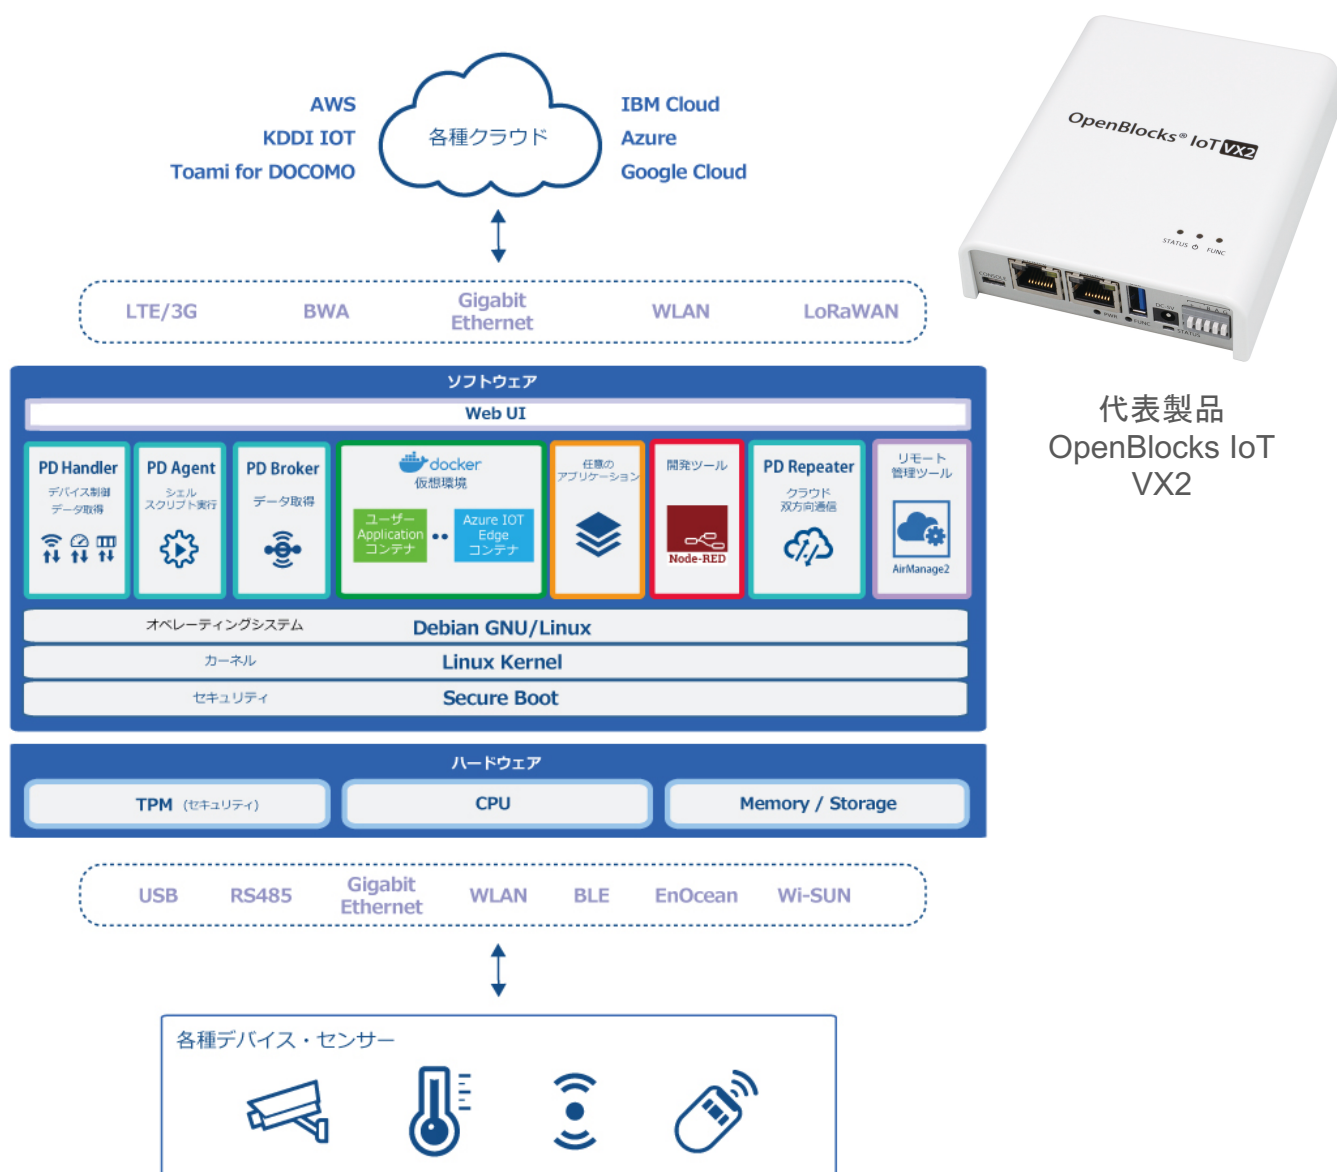 AWS
KDDI IOT
Toami for DOCOMO
各種クラウド
IBM Cloud
Azure
Google Cloud
LTE/3G
BWA
Gigabit
Ethernet
WLAN
LoRaWAN
ソフトウェア
Web UI
PD Handler
デバイス制御
データ取得
PD Agent
シェル
スクリプト実行
PD Broker
データ取得
docker
仮想環境
ユーザー
Application
コンテナ
Azure IOT
Edge
コンテナ
任意の
アプリケーション
開発ツール
Node-RED
PD Repeater
クラウド
双方向通信
リモート
管理ツール
AirManage2
オペレーティングシステム
Debian GNU/Linux
カーネル
Linux Kernel
セキュリティ
Secure Boot
ハードウェア
TPM (セキュリティ)
CPU
Memory / Storage
USB
RS485
Gigabit
Ethernet
WLAN
BLE
EnOcean
Wi-SUN
各種デバイス・センサー
OpenBlocks® IoT VX2
STATUS
FUNC
CONSOLE
PWR
FUNC
DC-5V
STATUS
代表製品
OpenBlocks IoT
VX2